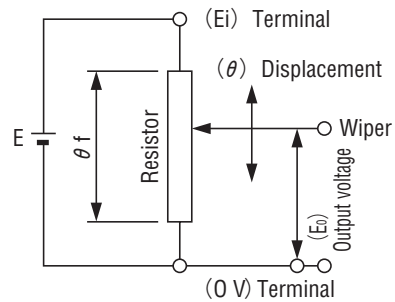 (Ei) Terminal
(θ) Displacement
E
θ f
Resistor
Wiper
(E₀)
Output voltage
(0 V) Terminal